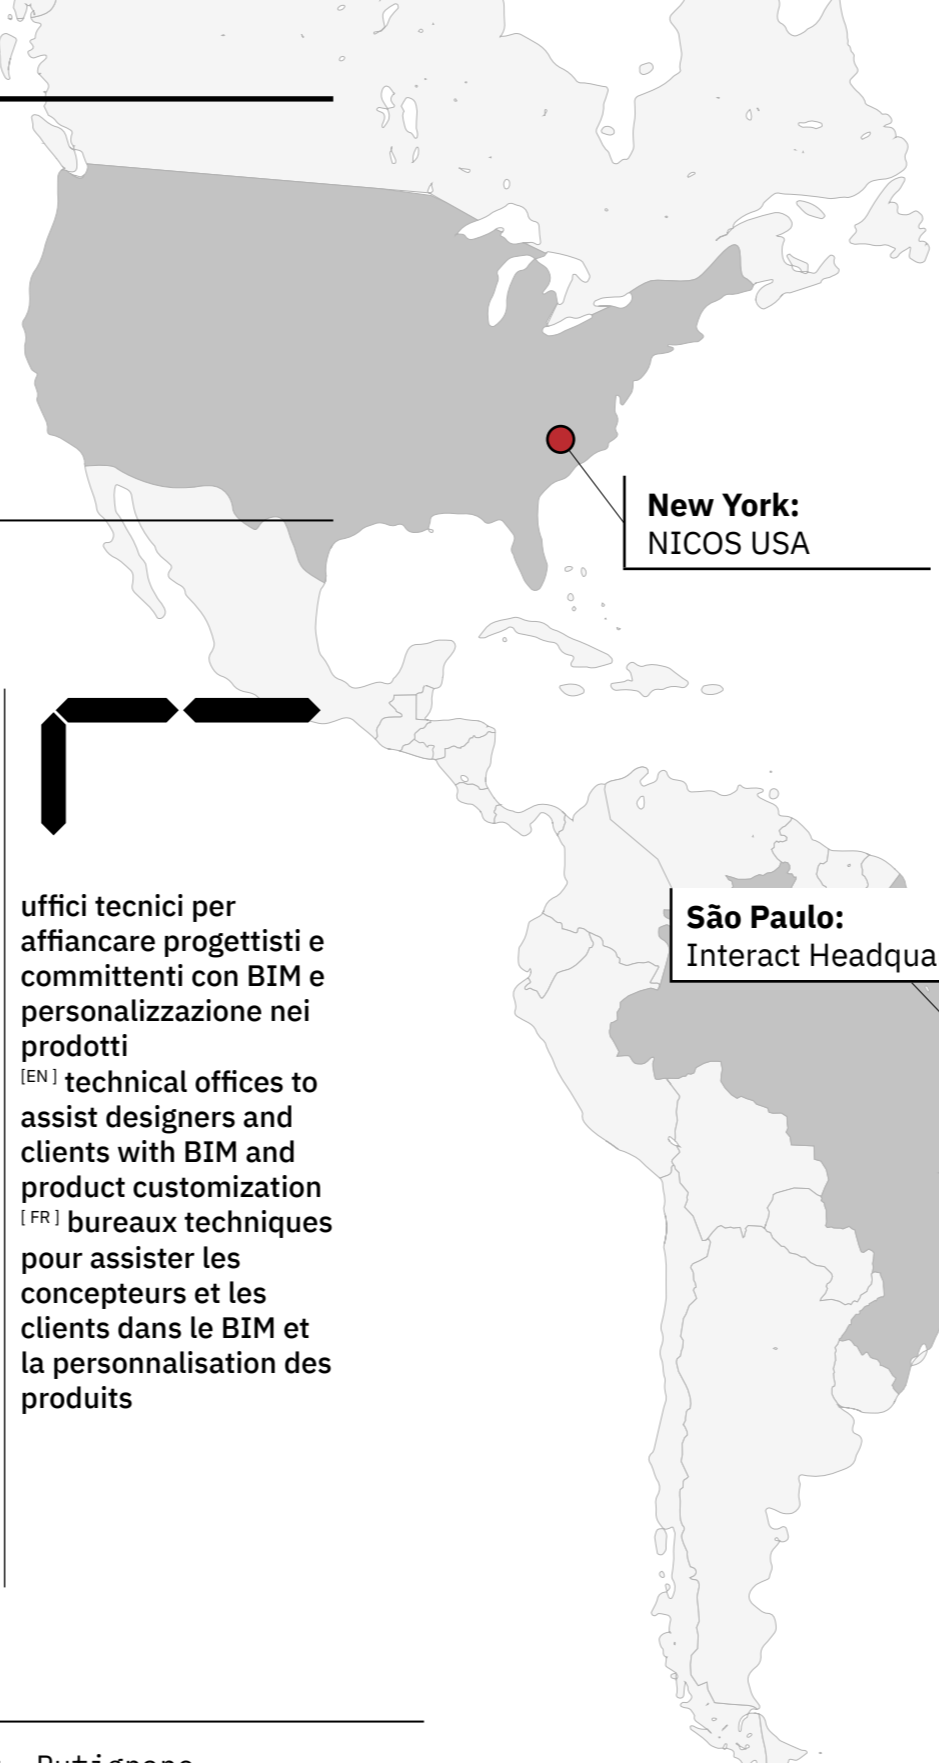 New York:
NICOS USA
São Paulo:
Interact Headqua
uffici tecnici per
affiancare progettisti e
committenti con BIM e
personalizzazione nei
prodotti
[EN ] technical offices to
assist designers and
clients with BIM and
product customization
[ FR ] bureaux techniques
pour assister les
concepteurs et les
clients dans le BIM et
la personnalisation des
produits